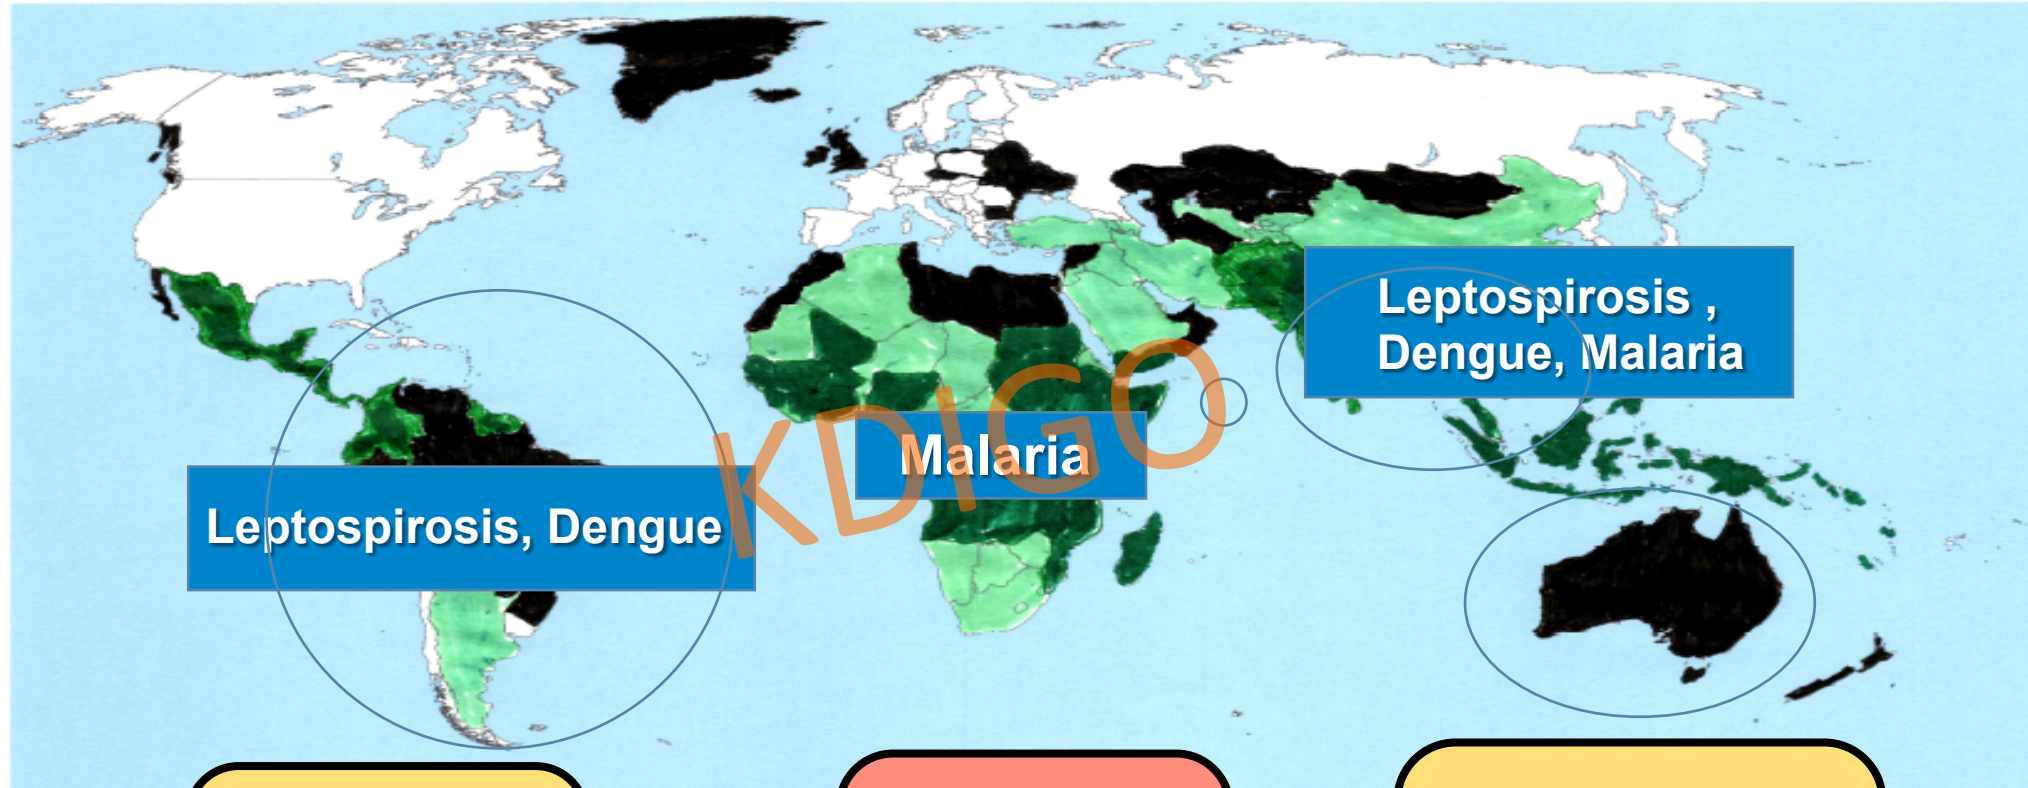 Leptospirosis ,
Dengue, Malaria
Malaria
Leptospirosis, Dengue
KDIGO